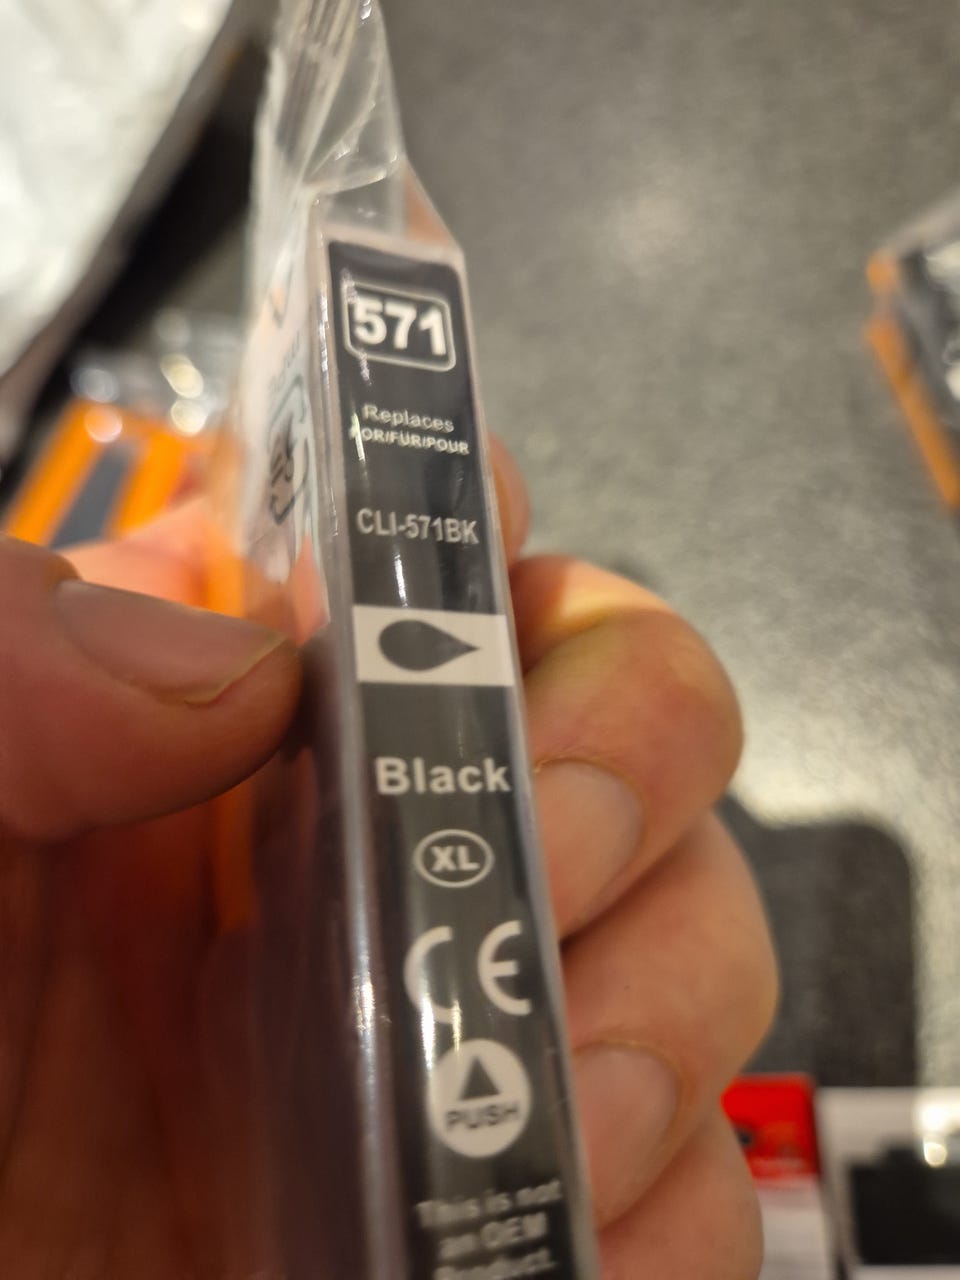 571
Replaces
FOR/FÜR/POUR
CLI-571BK
Black
XL
CE
PUSH
This is not
an OEM
Product.